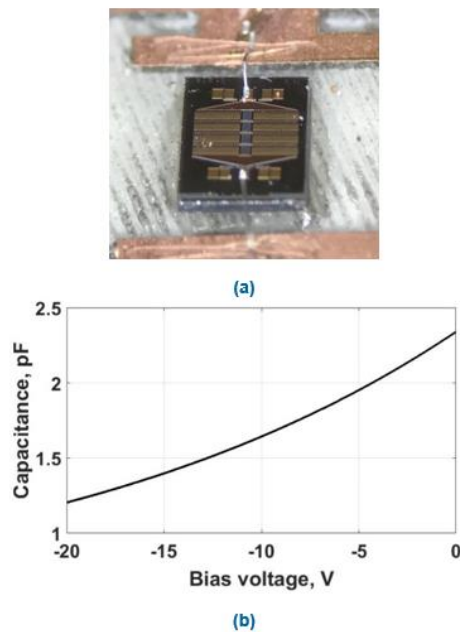 (a)
2.5
2
1.5
1
Capacitance, pF
-20 -15 -10 -5 0
Bias voltage, V
(b)